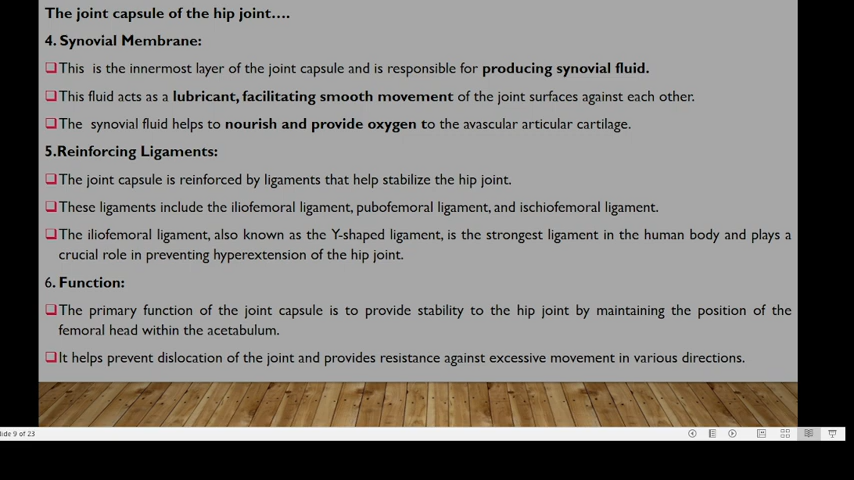 The joint capsule of the hip joint….
4. Synovial Membrane:
This is the innermost layer of the joint capsule and is responsible for producing synovial fluid.
This fluid acts as a lubricant, facilitating smooth movement of the joint surfaces against each other.
The synovial fluid helps to nourish and provide oxygen to the avascular articular cartilage.
5.Reinforcing Ligaments:
The joint capsule is reinforced by ligaments that help stabilize the hip joint.
These ligaments include the iliofemoral ligament, pubofemoral ligament, and ischiofemoral ligament.
The iliofemoral ligament, also known as the Y-shaped ligament, is the strongest ligament in the human body and plays a
crucial role in preventing hyperextension of the hip joint.
6. Function:
The primary function of the joint capsule is to provide stability to the hip joint by maintaining the position of the
femoral head within the acetabulum.
It helps prevent dislocation of the joint and provides resistance against excessive movement in various directions.
lide 9 of 23